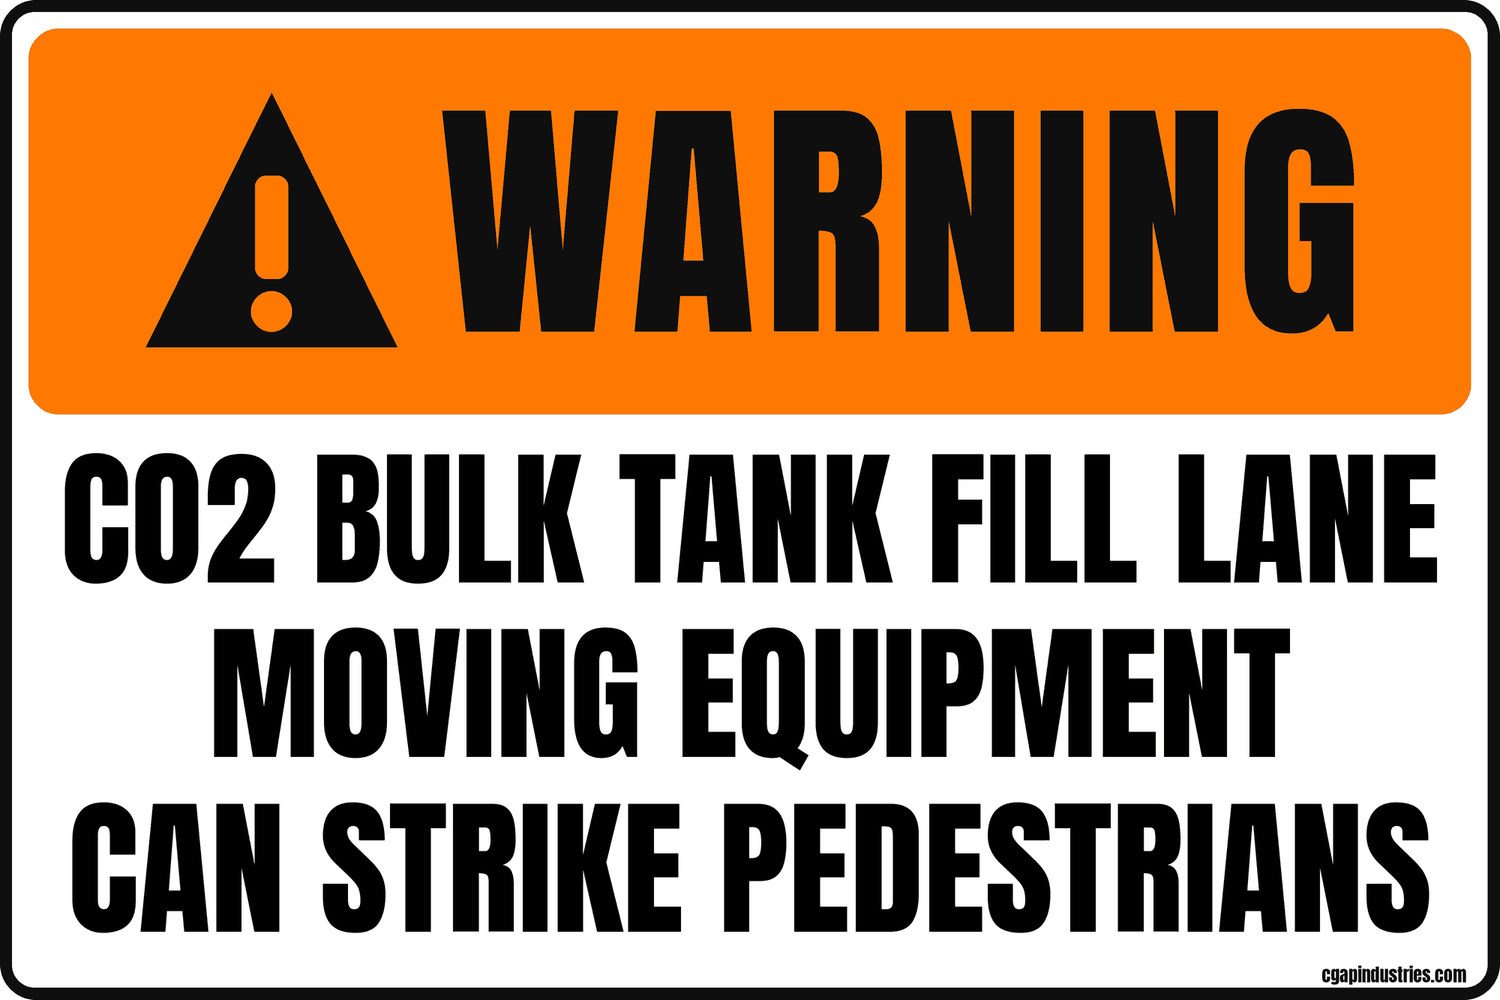 WARNING
CO2 BULK TANK FILL LANE
MOVING EQUIPMENT
CAN STRIKE PEDESTRIANS
cgapindustries.com